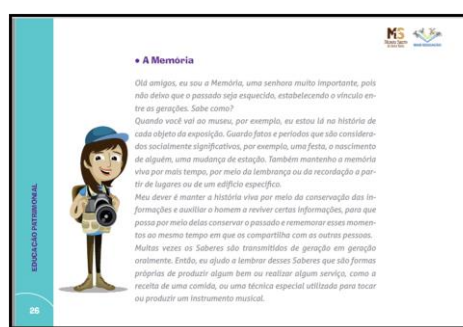 MS
• A Memória
Olá amigos, eu sou a Memória, uma senhora muito importante, pois
não deixo que o passado seja esquecido, estabelecendo o vínculo en-
tre as gerações. Sabe como?
Quando você vai ao museu, por exemplo, eu estou lá na história de
cada objeto da exposição. Guardo fatos e períodos que são considera-
dos socialmente significativos, por exemplo, uma festa, o nascimento
de alguém, uma mudança de estação. Também mantenho a memória
viva por mais tempo, por meio da lembrança ou da recordação a par-
tir de lugares ou de um edifício específico.
Meu dever é manter a história viva por meio da conservação das in-
formações e auxiliar o homem a reviver certas informações, para que
possa por meio delas conservar o passado e rememorar esses momen-
tos ao mesmo tempo em que os compartilha com as outras pessoas.
Muitas vezes os Saberes são transmitidas de geração em geração
oralmente. Então, eu ajudo a lembrar desses Saberes que são formas
próprias de produzir algum bem ou realizar algum serviço, como a
receita de uma comida, ou uma técnica especial utilizada para tocar
ou produzir um instrumento musical.
EDUCAÇÃO PATRIMONIAL
26